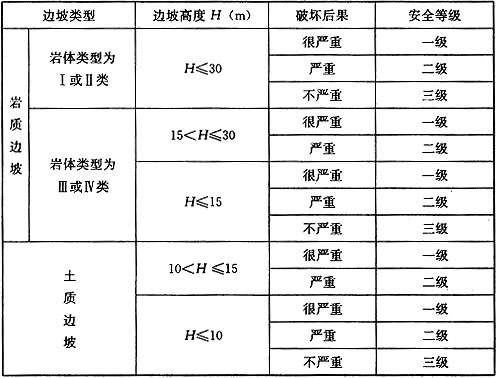 边坡类型 边坡高度 H (m) 破坏后果 安全等级
岩质边坡 岩体类型为Ⅰ或Ⅱ类 H≤30 很严重 一级
严重 二级
不严重 三级
岩体类型为Ⅲ或Ⅳ类 15<H≤30 很严重 一级
严重 二级
H≤15 很严重 一级
严重 二级
不严重 三级
土质边坡 10<H≤15 很严重 一级
严重 二级
H≤10 很严重 一级
严重 二级
不严重 三级